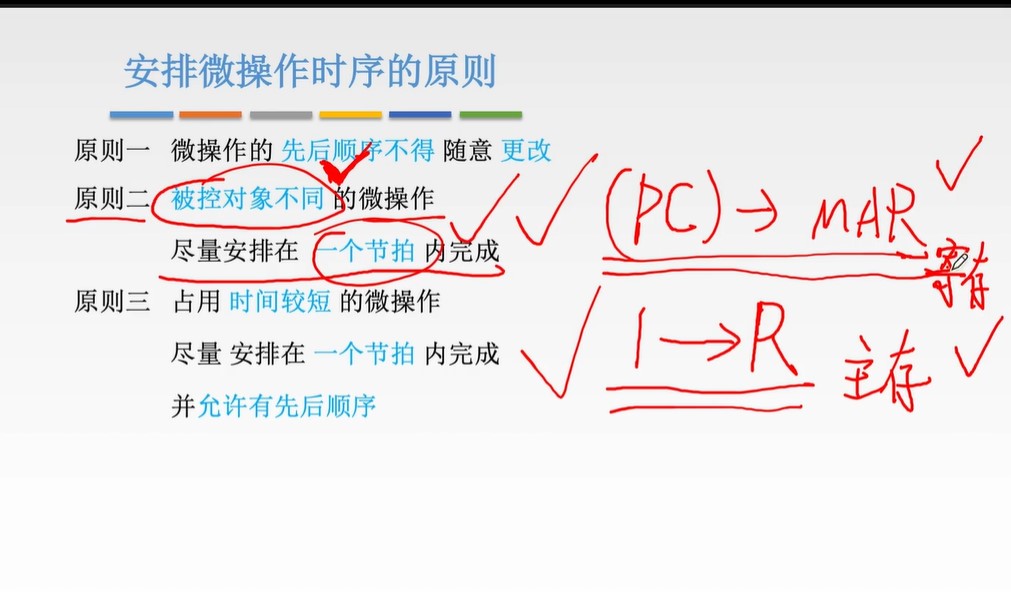 安排微操作时序的原则
原则一 微操作的 先后顺序不得 随意 更改
原则二 被控对象不同 的微操作
尽量安排在 一个节拍 内完成
原则三 占用 时间较短 的微操作
尽量 安排在 一个节拍 内完成
并允许有先后顺序
(PC)→MAR
寄存
1→R
主存